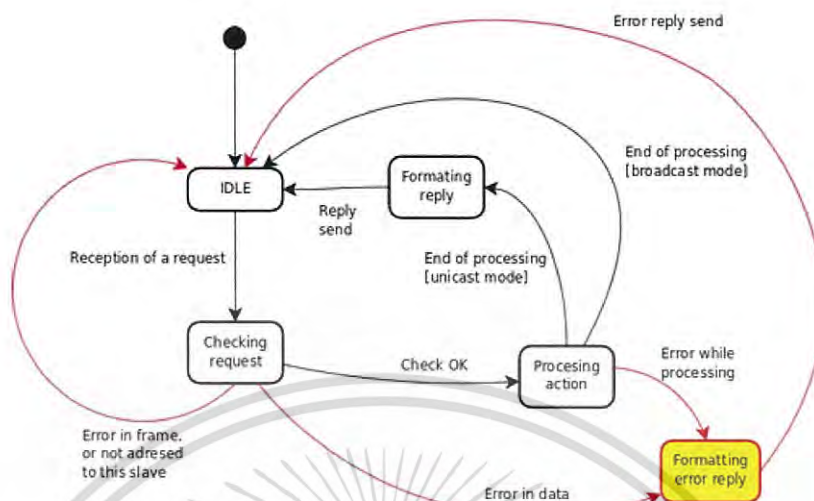 Error reply send
End of processing
[broadcast mode]
IDLE
Formating
reply
Reply
send
Reception of a request
End of processing
[unicast mode]
Checking
request
Check OK
Procesing
action
Error while
processing
Error in frame,
or not adressed
to this slave
Formatting
error reply
Error in data